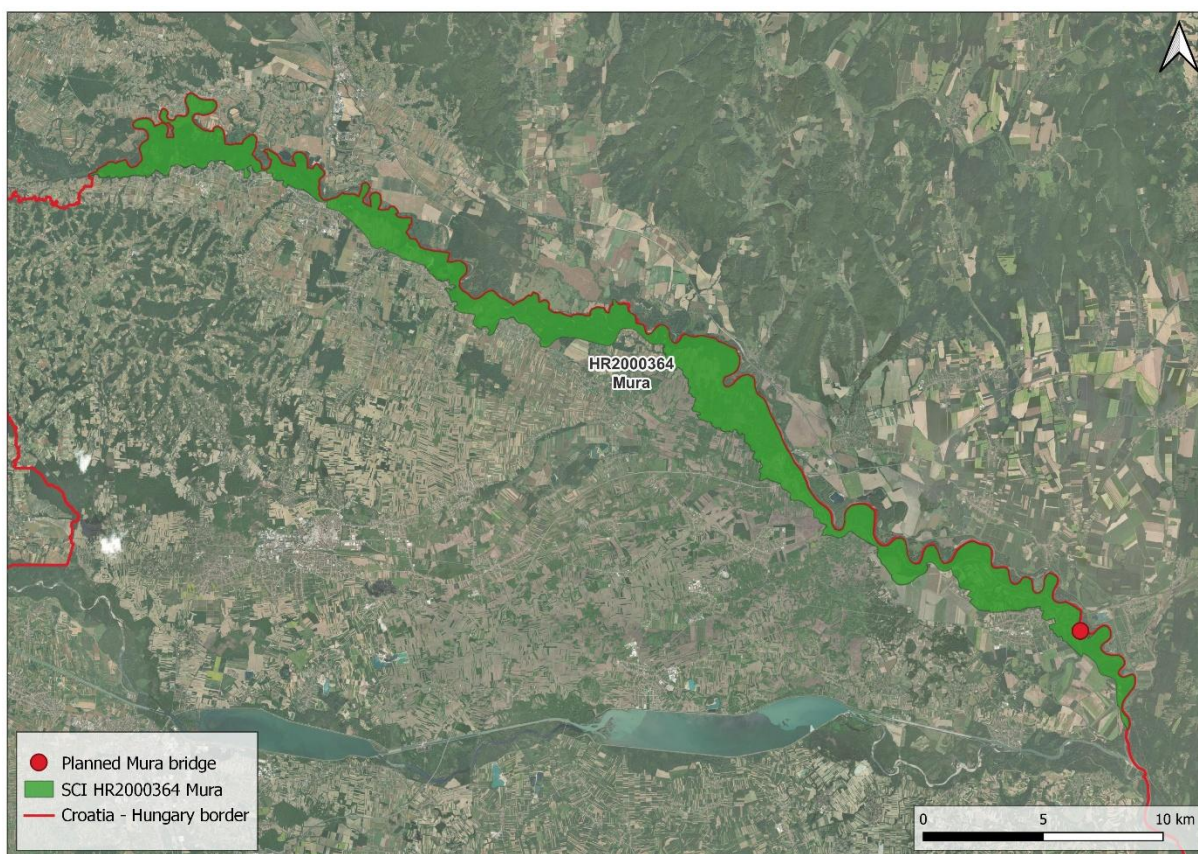 HR2000364
Mura
Planned Mura bridge
SCI HR2000364 Mura
Croatia - Hungary border
0 5 10 km